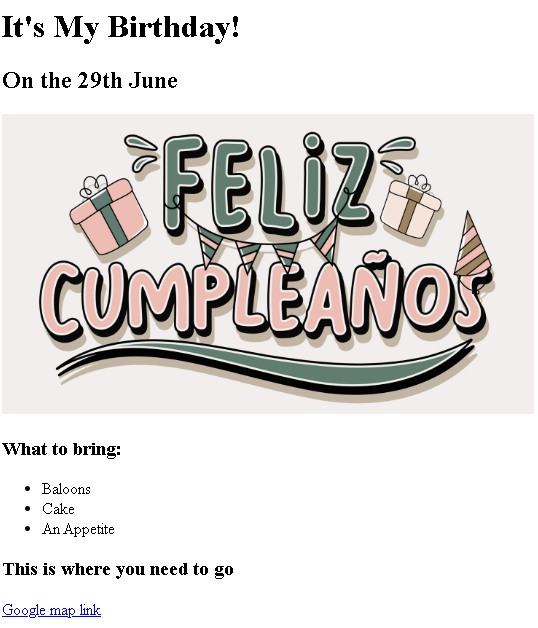 It's My Birthday!
On the 29th June
FELiZ
CUMPLEAÑOS
What to bring:
Baloons
Cake
An Appetite
This is where you need to go
Google map link